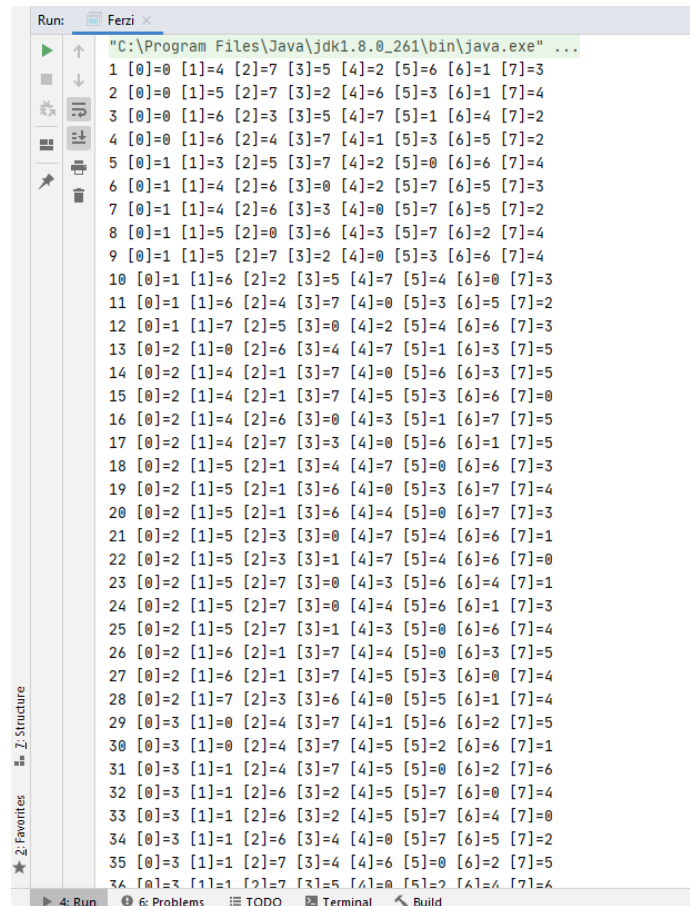 Run: Ferzi ×
"C:\Program Files\Java\jdk1.8.0_261\bin\java.exe" ...
1 [0]=0 [1]=4 [2]=7 [3]=5 [4]=2 [5]=6 [6]=1 [7]=3
2 [0]=0 [1]=5 [2]=7 [3]=2 [4]=6 [5]=3 [6]=1 [7]=4
3 [0]=0 [1]=6 [2]=3 [3]=5 [4]=7 [5]=1 [6]=4 [7]=2
4 [0]=0 [1]=6 [2]=4 [3]=7 [4]=1 [5]=3 [6]=5 [7]=2
5 [0]=1 [1]=3 [2]=5 [3]=7 [4]=2 [5]=0 [6]=6 [7]=4
6 [0]=1 [1]=4 [2]=6 [3]=0 [4]=2 [5]=7 [6]=5 [7]=3
7 [0]=1 [1]=4 [2]=6 [3]=3 [4]=0 [5]=7 [6]=5 [7]=2
8 [0]=1 [1]=5 [2]=0 [3]=6 [4]=3 [5]=7 [6]=2 [7]=4
9 [0]=1 [1]=5 [2]=7 [3]=2 [4]=0 [5]=3 [6]=6 [7]=4
10 [0]=1 [1]=6 [2]=2 [3]=5 [4]=7 [5]=4 [6]=0 [7]=3
11 [0]=1 [1]=6 [2]=4 [3]=7 [4]=0 [5]=3 [6]=5 [7]=2
12 [0]=1 [1]=7 [2]=5 [3]=0 [4]=2 [5]=4 [6]=6 [7]=3
13 [0]=2 [1]=0 [2]=6 [3]=4 [4]=7 [5]=1 [6]=3 [7]=5
14 [0]=2 [1]=4 [2]=1 [3]=7 [4]=0 [5]=6 [6]=3 [7]=5
15 [0]=2 [1]=4 [2]=1 [3]=7 [4]=5 [5]=3 [6]=6 [7]=0
16 [0]=2 [1]=4 [2]=6 [3]=0 [4]=3 [5]=1 [6]=7 [7]=5
17 [0]=2 [1]=4 [2]=7 [3]=3 [4]=0 [5]=6 [6]=1 [7]=5
18 [0]=2 [1]=5 [2]=1 [3]=4 [4]=7 [5]=0 [6]=6 [7]=3
19 [0]=2 [1]=5 [2]=1 [3]=6 [4]=0 [5]=3 [6]=7 [7]=4
20 [0]=2 [1]=5 [2]=1 [3]=6 [4]=4 [5]=0 [6]=7 [7]=3
21 [0]=2 [1]=5 [2]=3 [3]=0 [4]=7 [5]=4 [6]=6 [7]=1
22 [0]=2 [1]=5 [2]=3 [3]=1 [4]=7 [5]=4 [6]=6 [7]=0
23 [0]=2 [1]=5 [2]=7 [3]=0 [4]=3 [5]=6 [6]=4 [7]=1
24 [0]=2 [1]=5 [2]=7 [3]=0 [4]=4 [5]=6 [6]=1 [7]=3
25 [0]=2 [1]=5 [2]=7 [3]=1 [4]=3 [5]=0 [6]=6 [7]=4
26 [0]=2 [1]=6 [2]=1 [3]=7 [4]=4 [5]=0 [6]=3 [7]=5
27 [0]=2 [1]=6 [2]=1 [3]=7 [4]=5 [5]=3 [6]=0 [7]=4
28 [0]=2 [1]=7 [2]=3 [3]=6 [4]=0 [5]=5 [6]=1 [7]=4
29 [0]=3 [1]=0 [2]=4 [3]=7 [4]=1 [5]=6 [6]=2 [7]=5
30 [0]=3 [1]=0 [2]=4 [3]=7 [4]=5 [5]=2 [6]=6 [7]=1
31 [0]=3 [1]=1 [2]=4 [3]=7 [4]=5 [5]=0 [6]=2 [7]=6
32 [0]=3 [1]=1 [2]=6 [3]=2 [4]=5 [5]=7 [6]=0 [7]=4
33 [0]=3 [1]=1 [2]=6 [3]=2 [4]=5 [5]=7 [6]=4 [7]=0
34 [0]=3 [1]=1 [2]=6 [3]=4 [4]=0 [5]=7 [6]=5 [7]=2
35 [0]=3 [1]=1 [2]=7 [3]=4 [4]=6 [5]=0 [6]=2 [7]=5
36 [0]=3 [1]=1 [2]=7 [3]=5 [4]=0 [5]=2 [6]=4 [7]=6
7: Structure
2: Favorites
4: Run 6: Problems TODO Terminal Build